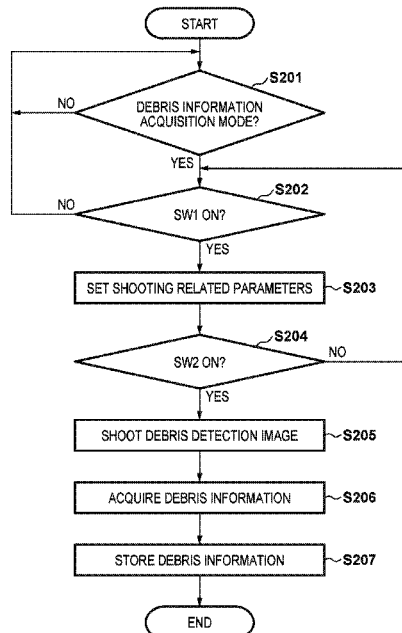 START
S201
DEBRIS INFORMATION
ACQUISITION MODE?
NO
YES
S202
SW1 ON?
NO
YES
SET SHOOTING RELATED PARAMETERS
S203
S204
SW2 ON?
NO
YES
SHOOT DEBRIS DETECTION IMAGE
S205
ACQUIRE DEBRIS INFORMATION
S206
STORE DEBRIS INFORMATION
S207
END